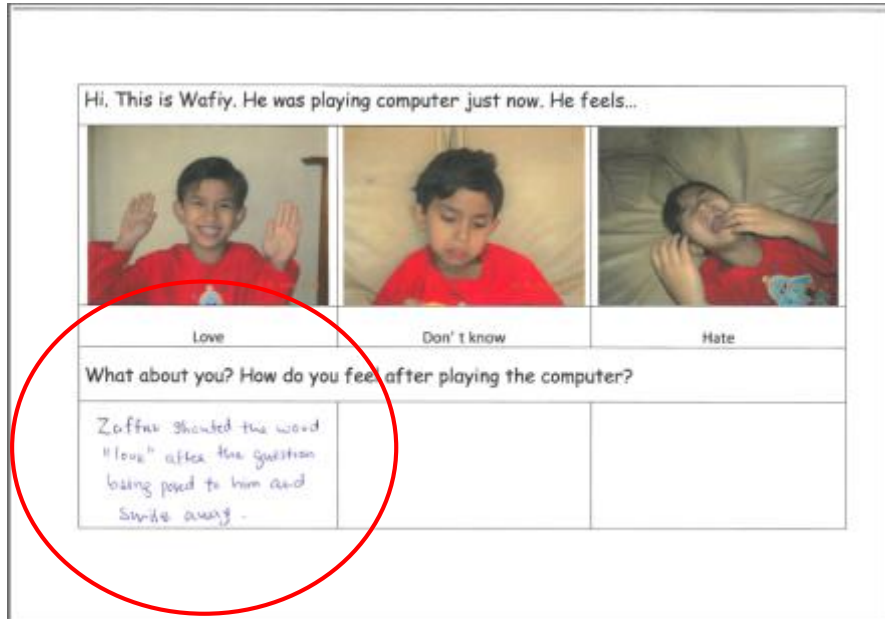 Hi. This is Wafiy. He was playing computer just now. He feels...
Love
Don't know
Hate
What about you? How do you feel after playing the computer?
Zaffrul shouted the word
"love" after the question
being posed to him and
smile away.